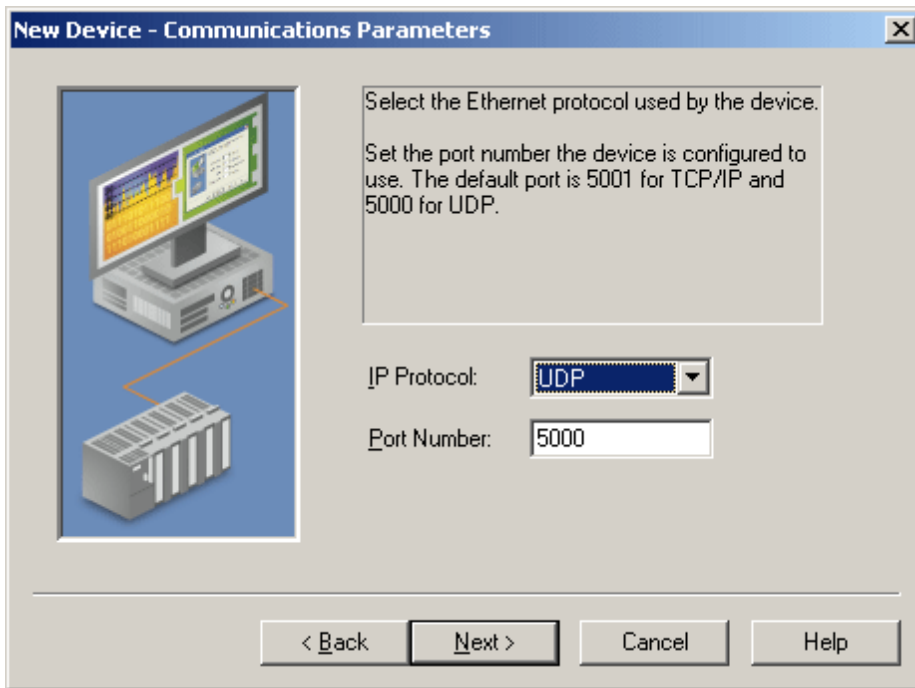 New Device - Communications Parameters
Select the Ethernet protocol used by the device.
Set the port number the device is configured to
use. The default port is 5001 for TCP/IP and
5000 for UDP.
IP Protocol:
UDP
Port Number:
5000
< Back
Next >
Cancel
Help